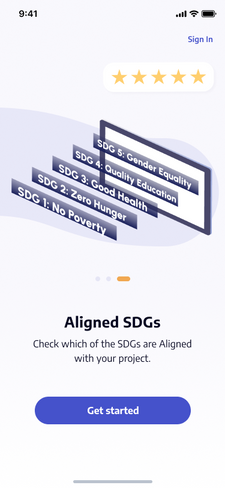 9:41
Sign In
SDG 5: Gender Equality
SDG 4: Quality Education
SDG 3: Good Health
SDG 2: Zero Hunger
SDG 1: No Poverty
Aligned SDGs
Check which of the SDGs are Aligned
with your project.
Get started